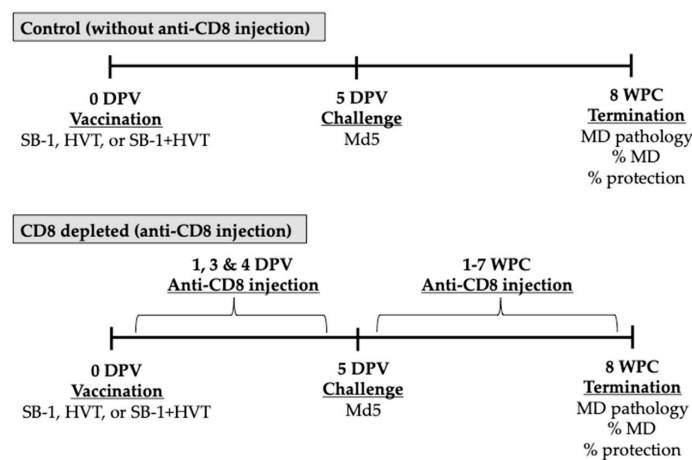 Control (without anti-CD8 injection)
0 DPV
Vaccination
SB-1, HVT, or SB-1+HVT
5 DPV
Challenge
Md5
8 WPC
Termination
MD pathology
% MD
% protection
CD8 depleted (anti-CD8 injection)
1, 3 & 4 DPV
Anti-CD8 injection
1-7 WPC
Anti-CD8 injection
0 DPV
Vaccination
SB-1, HVT, or SB-1+HVT
5 DPV
Challenge
Md5
8 WPC
Termination
MD pathology
% MD
% protection